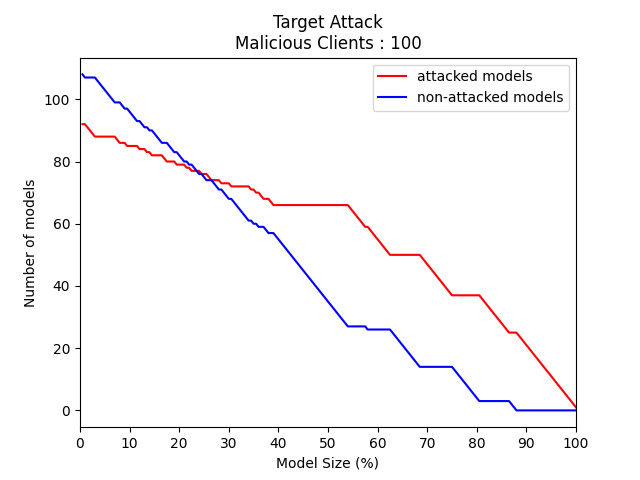 Target Attack
Malicious Clients : 100
attacked models
non-attacked models
Number of models
100
80
60
40
20
0
0 10 20 30 40 50 60 70 80 90 100
Model Size (%)